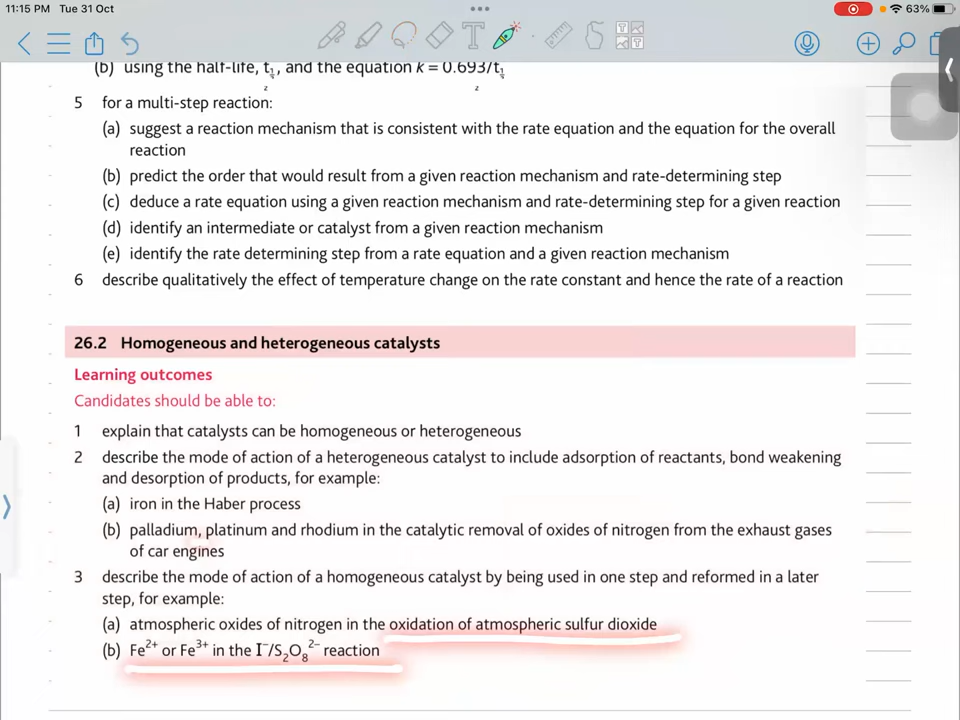 11:15 PM Tue 31 Oct
63%
T
(b) using the half-life, t½, and the equation k = 0.693/t½
5 for a multi-step reaction:
(a) suggest a reaction mechanism that is consistent with the rate equation and the equation for the overall
reaction
(b) predict the order that would result from a given reaction mechanism and rate-determining step
(c) deduce a rate equation using a given reaction mechanism and rate-determining step for a given reaction
(d) identify an intermediate or catalyst from a given reaction mechanism
(e) identify the rate determining step from a rate equation and a given reaction mechanism
6 describe qualitatively the effect of temperature change on the rate constant and hence the rate of a reaction
26.2 Homogeneous and heterogeneous catalysts
Learning outcomes
Candidates should be able to:
1 explain that catalysts can be homogeneous or heterogeneous
2 describe the mode of action of a heterogeneous catalyst to include adsorption of reactants, bond weakening
and desorption of products, for example:
(a) iron in the Haber process
(b) palladium, platinum and rhodium in the catalytic removal of oxides of nitrogen from the exhaust gases
of car engines
3 describe the mode of action of a homogeneous catalyst by being used in one step and reformed in a later
step, for example:
(a) atmospheric oxides of nitrogen in the oxidation of atmospheric sulfur dioxide
(b) Fe²⁺ or Fe³⁺ in the I⁻/S₂O₈²⁻ reaction